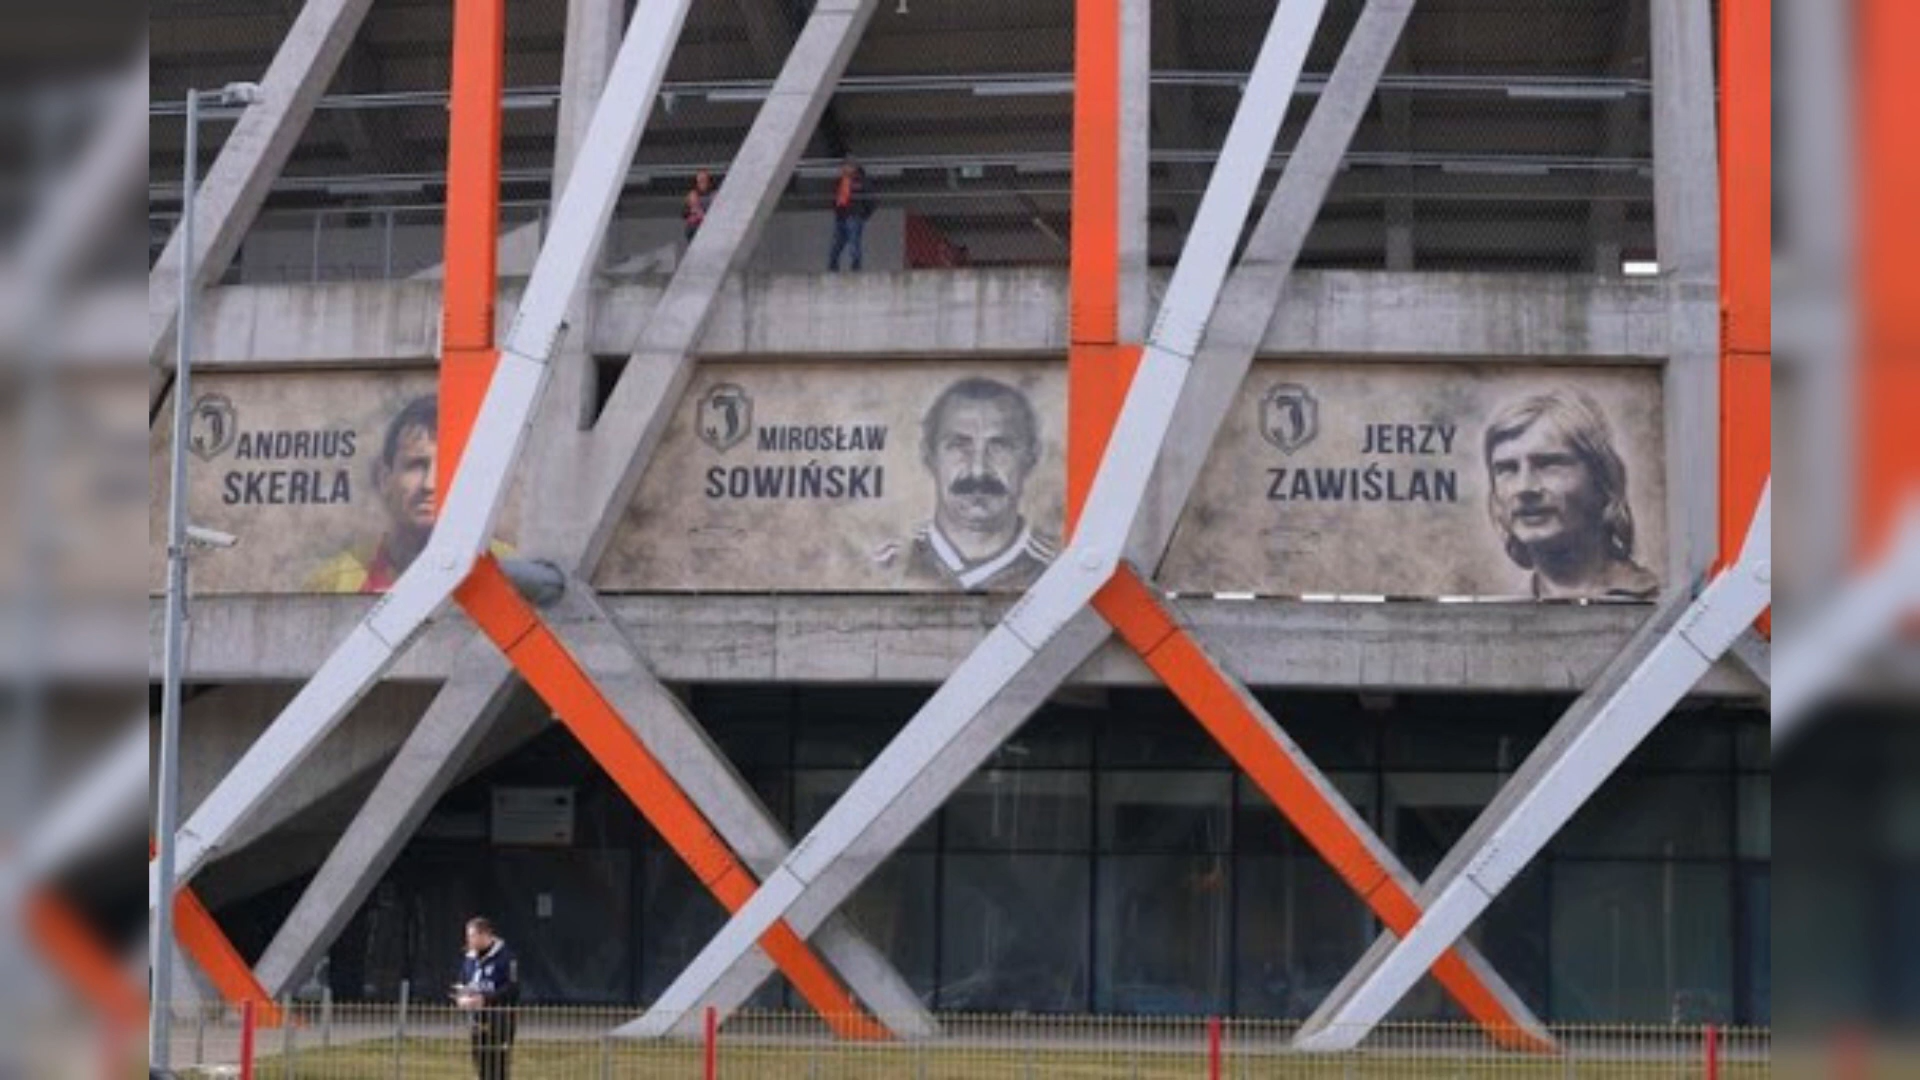 ANDRIUS
SKERLA
MIROSŁAW
SOWIŃSKI
JERZY
ZAWIŚLAN